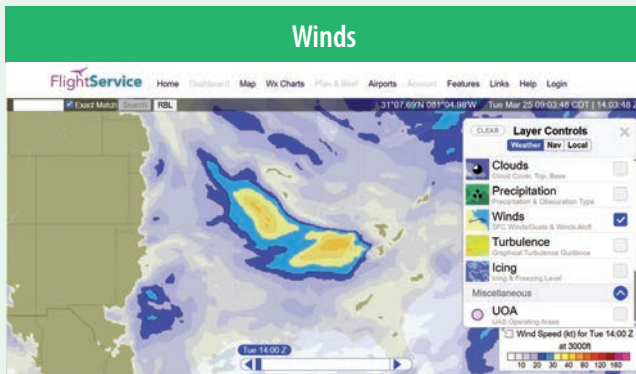 Winds
FlightService Home Dashboard Map Wx Charts Plan & Brief Airports Account Features Links Help Login
Exact Match Search RBL 31°07.69'N 081°04.98'W Tue Mar 25 09:03:48 CDT | 14:03:48 Z
CLEAR Layer Controls
Weather Nav Local
Clouds
Cloud Cover, Top, Base
Precipitation
Precipitation & Obscuration Type
Winds
SFC Winds/Gusts & Winds Aloft
Turbulence
Graphical Turbulence Guidance
Icing
Icing & Freezing Level
Miscellaneous
UOA
UAS Operating Areas
Wind Speed (kt) for Tue 14:00 Z
at 3000ft
10 20 30 40 80 120 160
Tue 14:00 Z